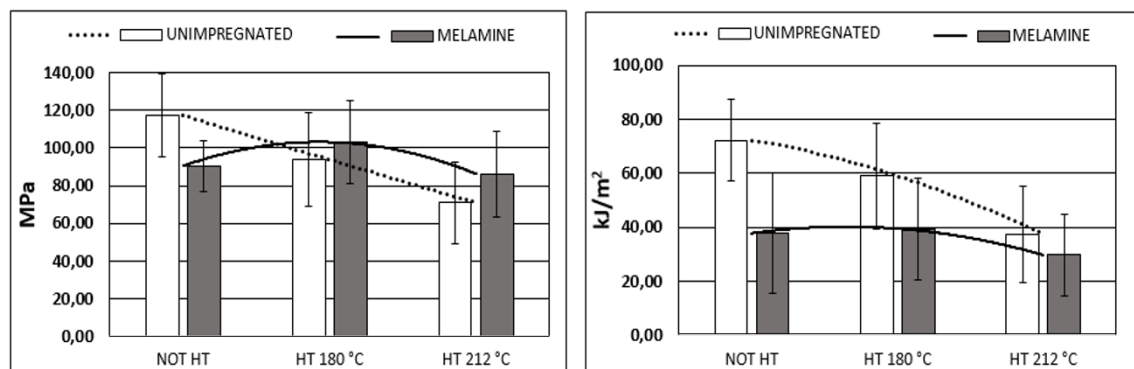 UNIMPREGNATED MELAMINE
140,00
120,00
100,00
80,00
60,00
40,00
20,00
0,00
MPa
NOT HT HT 180 °C HT 212 °C
UNIMPREGNATED MELAMINE
100,00
80,00
60,00
40,00
20,00
0,00
kJ/m²
NOT HT HT 180 °C HT 212 °C